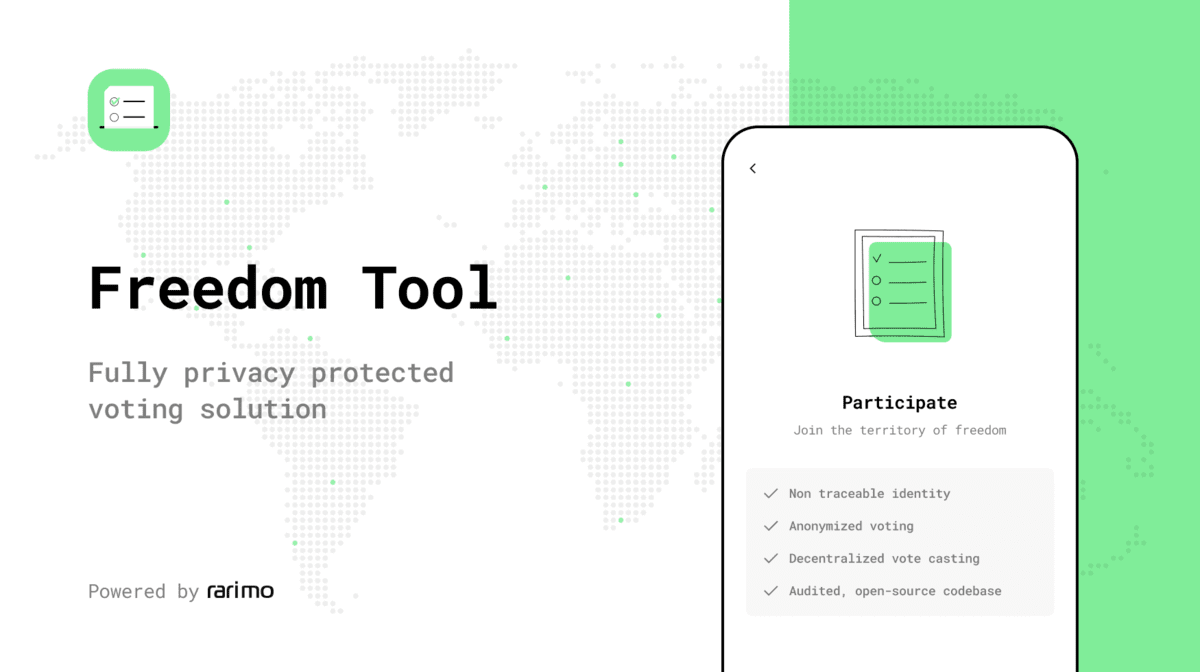 Freedom Tool
Fully privacy protected
voting solution
Powered by rarimo
Participate
Join the territory of freedom
Non traceable identity
Anonymized voting
Decentralized vote casting
Audited, open-source codebase